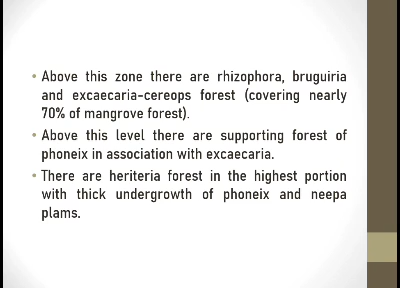 • Above this zone there are rhizophora, bruguiria
and excaecaria-cereops forest (covering nearly
70% of mangrove forest).
• Above this level there are supporting forest of
phoneix in association with excaecaria.
• There are heriteria forest in the highest portion
with thick undergrowth of phoneix and neepa
plams.